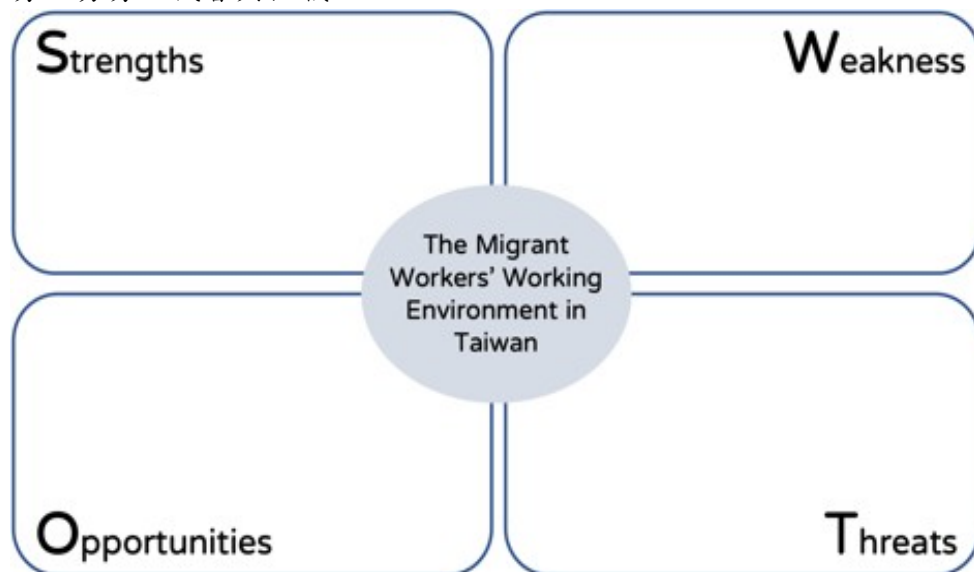 Strengths
Weakness
The Migrant
Workers' Working
Environment in
Taiwan
Opportunities
Threats